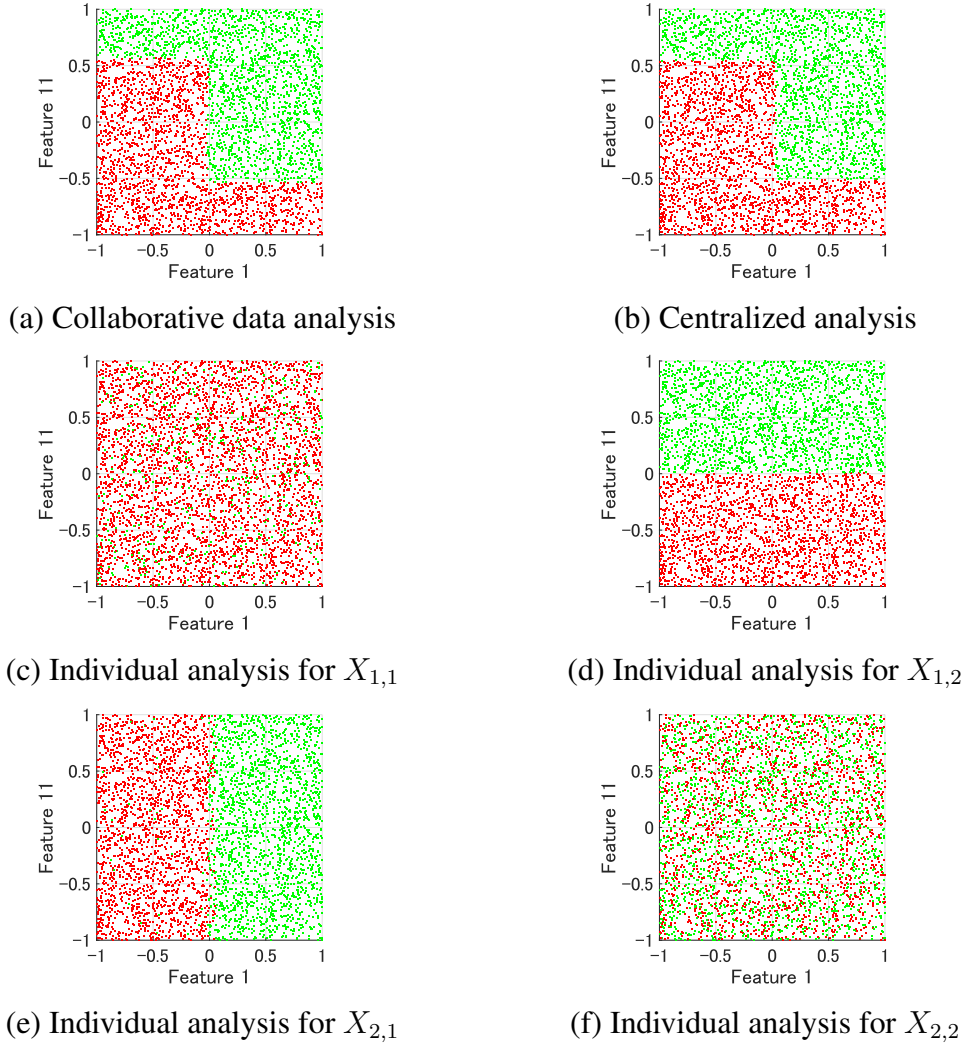 1
0.5
0
−0.5
−1
Feature 11
−1 −0.5 0 0.5 1
Feature 1
(a) Collaborative data analysis
1
0.5
0
−0.5
−1
Feature 11
−1 −0.5 0 0.5 1
Feature 1
(b) Centralized analysis
1
0.5
0
−0.5
−1
Feature 11
−1 −0.5 0 0.5 1
Feature 1
(c) Individual analysis for X1,1
1
0.5
0
−0.5
−1
Feature 11
−1 −0.5 0 0.5 1
Feature 1
(d) Individual analysis for X1,2
1
0.5
0
−0.5
−1
Feature 11
−1 −0.5 0 0.5 1
Feature 1
(e) Individual analysis for X2,1
1
0.5
0
−0.5
−1
Feature 11
−1 −0.5 0 0.5 1
Feature 1
(f) Individual analysis for X2,2